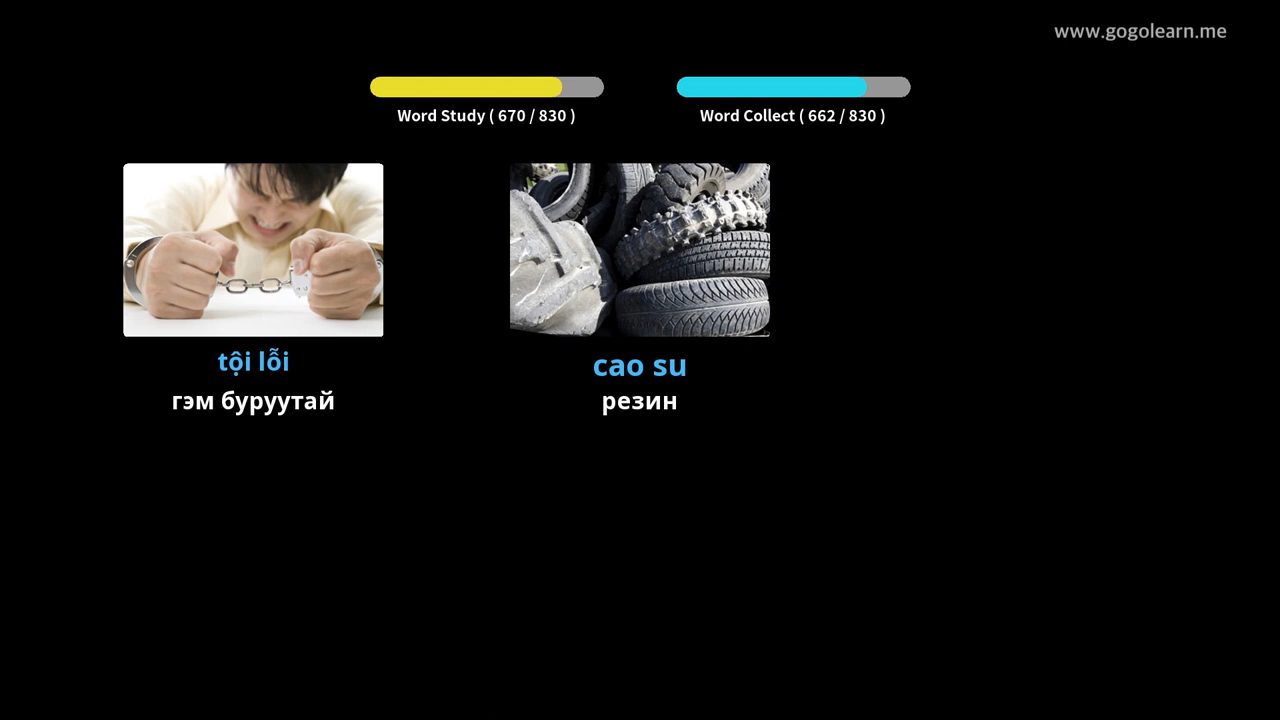 www.gogolearn.me
Word Study ( 670 / 830 )
Word Collect ( 662 / 830 )
tội lỗi
гэм буруутай
cao su
резин